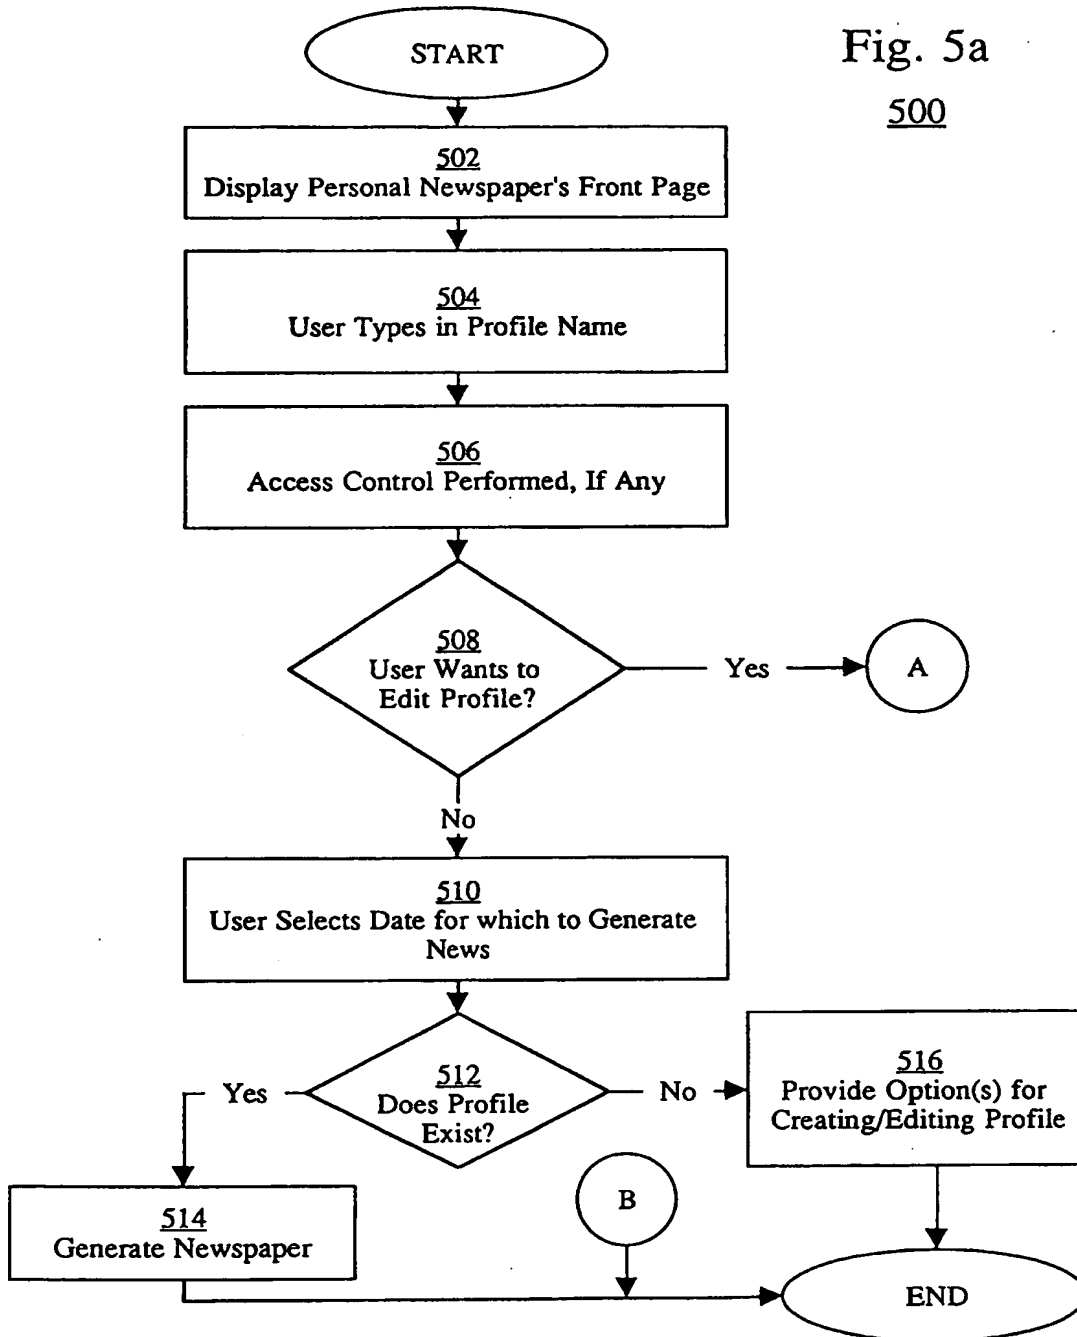 START
Fig. 5a
500
502
Display Personal Newspaper's Front Page
504
User Types in Profile Name
506
Access Control Performed, If Any
508
User Wants to
Edit Profile?
Yes
A
No
510
User Selects Date for which to Generate
News
512
Does Profile
Exist?
Yes
No
516
Provide Option(s) for
Creating/Editing Profile
514
Generate Newspaper
B
END